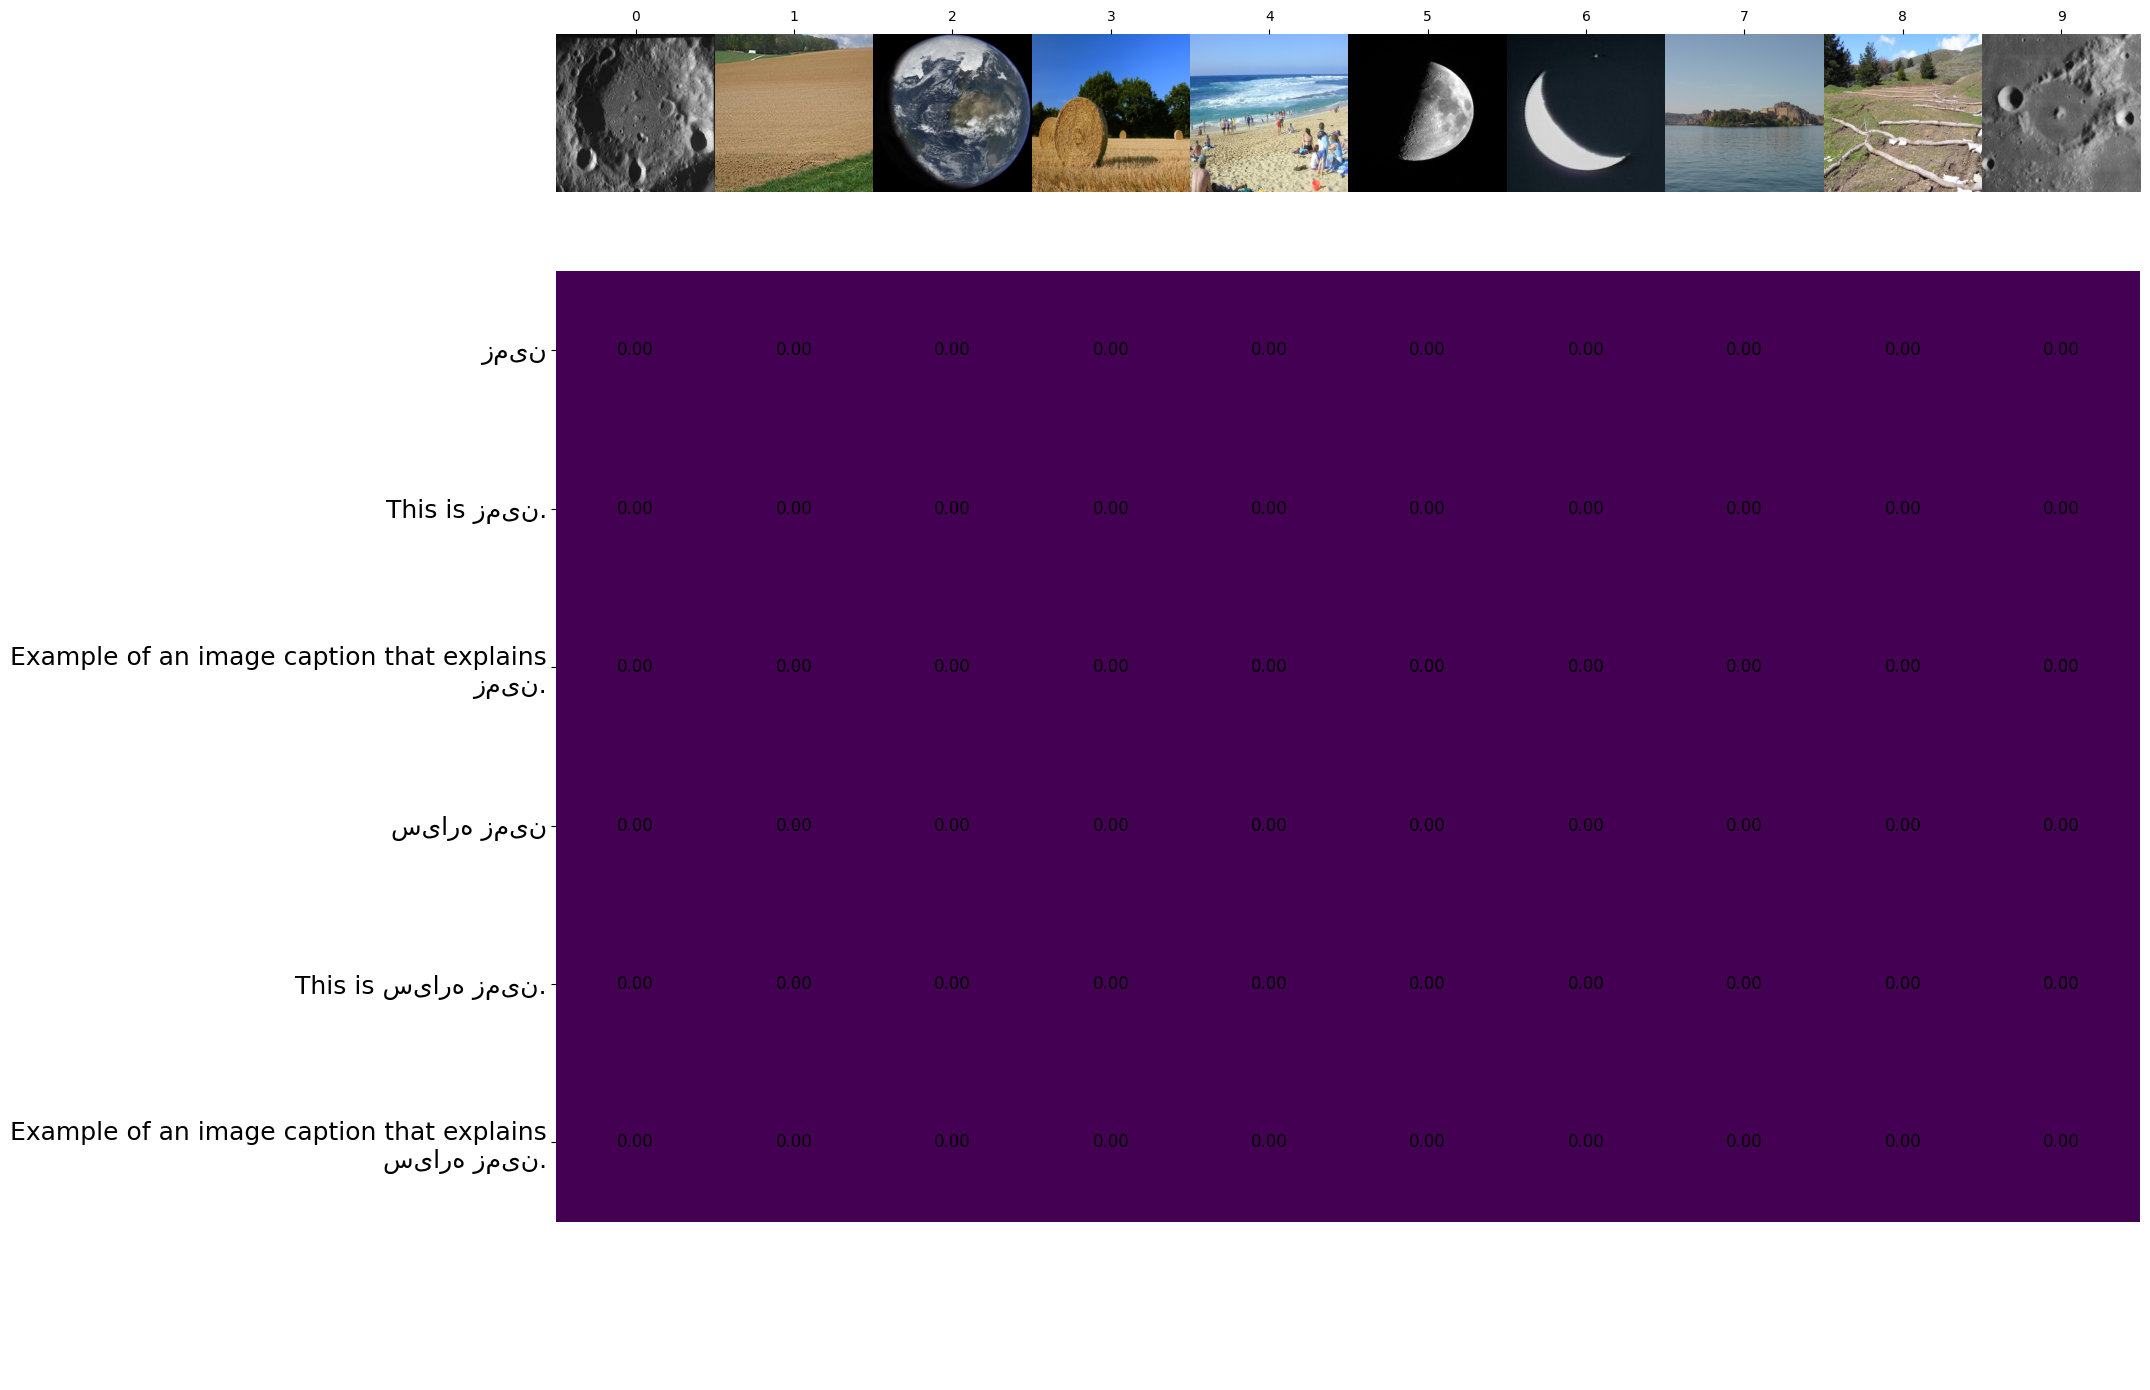 0 1 2 3 4 5 6 7 8 9
زمین 0.00 0.00 0.00 0.00 0.00 0.00 0.00 0.00 0.00 0.00
This is زمین. 0.00 0.00 0.00 0.00 0.00 0.00 0.00 0.00 0.00 0.00
Example of an image caption that explains
زمین. 0.00 0.00 0.00 0.00 0.00 0.00 0.00 0.00 0.00 0.00
سیاره زمین 0.00 0.00 0.00 0.00 0.00 0.00 0.00 0.00 0.00 0.00
This is سیاره زمین. 0.00 0.00 0.00 0.00 0.00 0.00 0.00 0.00 0.00 0.00
Example of an image caption that explains
سیاره زمین. 0.00 0.00 0.00 0.00 0.00 0.00 0.00 0.00 0.00 0.00